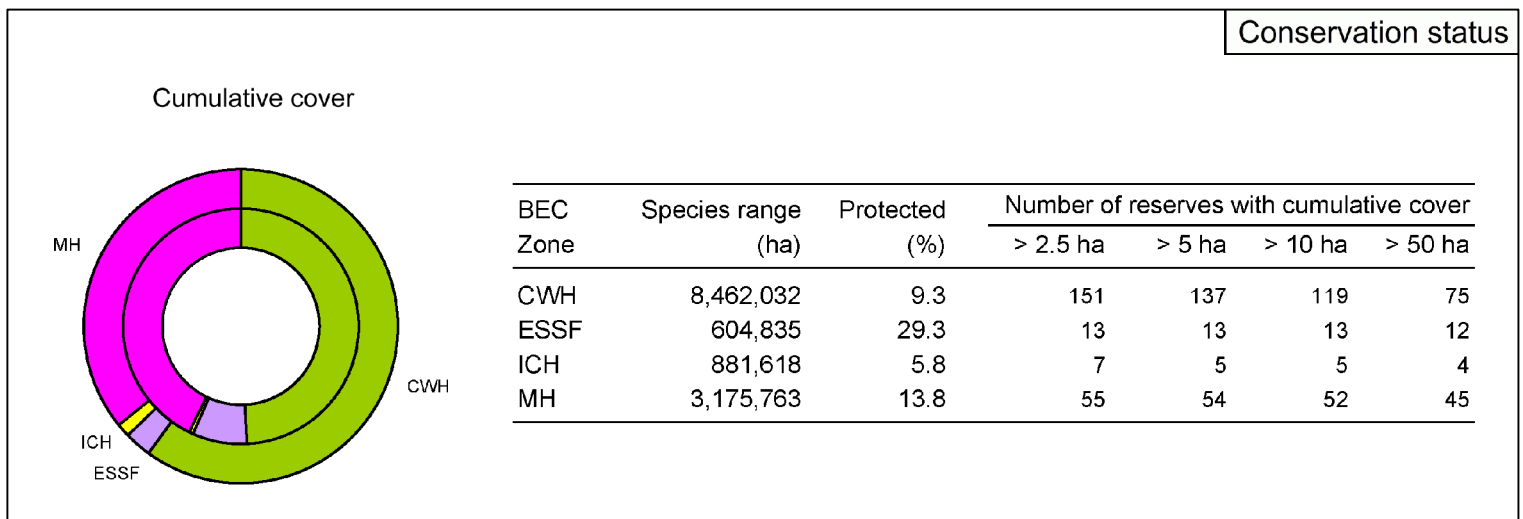 Conservation status
Cumulative cover
MH
CWH
ICH
ESSF
BEC Species range Protected Number of reserves with cumulative cover
Zone (ha) (%) > 2.5 ha > 5 ha > 10 ha > 50 ha
CWH 8,462,032 9.3 151 137 119 75
ESSF 604,835 29.3 13 13 13 12
ICH 881,618 5.8 7 5 5 4
MH 3,175,763 13.8 55 54 52 45